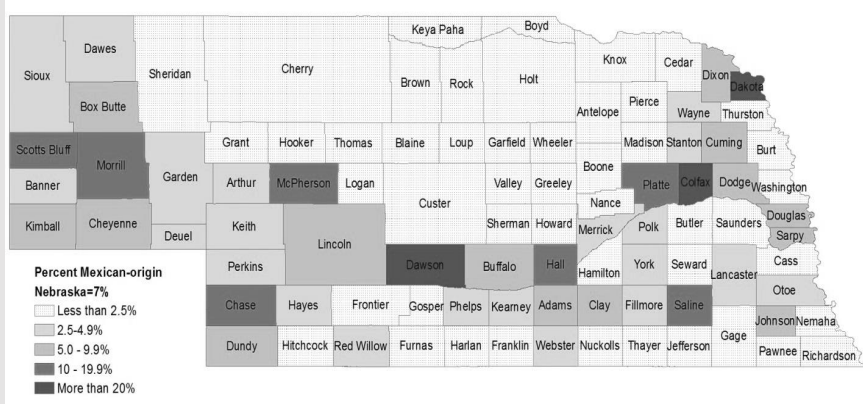 Keya Paha Boyd
Dawes Knox Cedar
Sioux Sheridan Cherry Dixon
Brown Rock Holt Dakota
Box Butte Antelope Pierce
Wayne Thurston
Scotts Bluff Grant Hooker Thomas Blaine Loup Garfield Wheeler Madison Stanton Cuming Burt
Morrill Boone
Banner Garden Arthur McPherson Logan Valley Greeley Platte Colfax Dodge Washington
Custer Nance
Kimball Cheyenne Keith Sherman Howard Merrick Polk Butler Saunders Douglas
Deuel Lincoln Sarpy
Perkins Dawson Buffalo Hall Hamilton York Seward Lancaster Cass
Otoe
Chase Hayes Frontier Gosper Phelps Kearney Adams Clay Fillmore Saline
Johnson Nemaha
Gage
Dundy Hitchcock Red Willow Furnas Harlan Franklin Webster Nuckolls Thayer Jefferson Pawnee Richardson
Percent Mexican-origin
Nebraska=7%
Less than 2.5%
2.5-4.9%
5.0 - 9.9%
10 - 19.9%
More than 20%